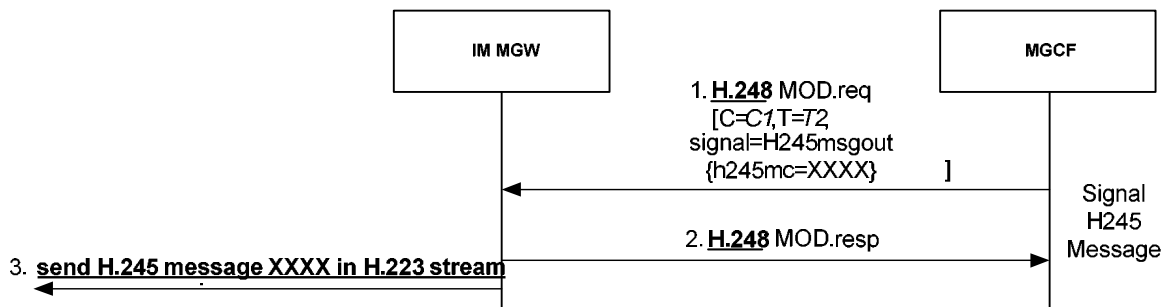 IM MGW
MGCF
1. H.248 MOD.req
[C=C1,T=T2,
signal=H245msgout
{h245mc=XXXX} ]
Signal
H245
Message
2. H.248 MOD.resp
3. send H.245 message XXXX in H.223 stream